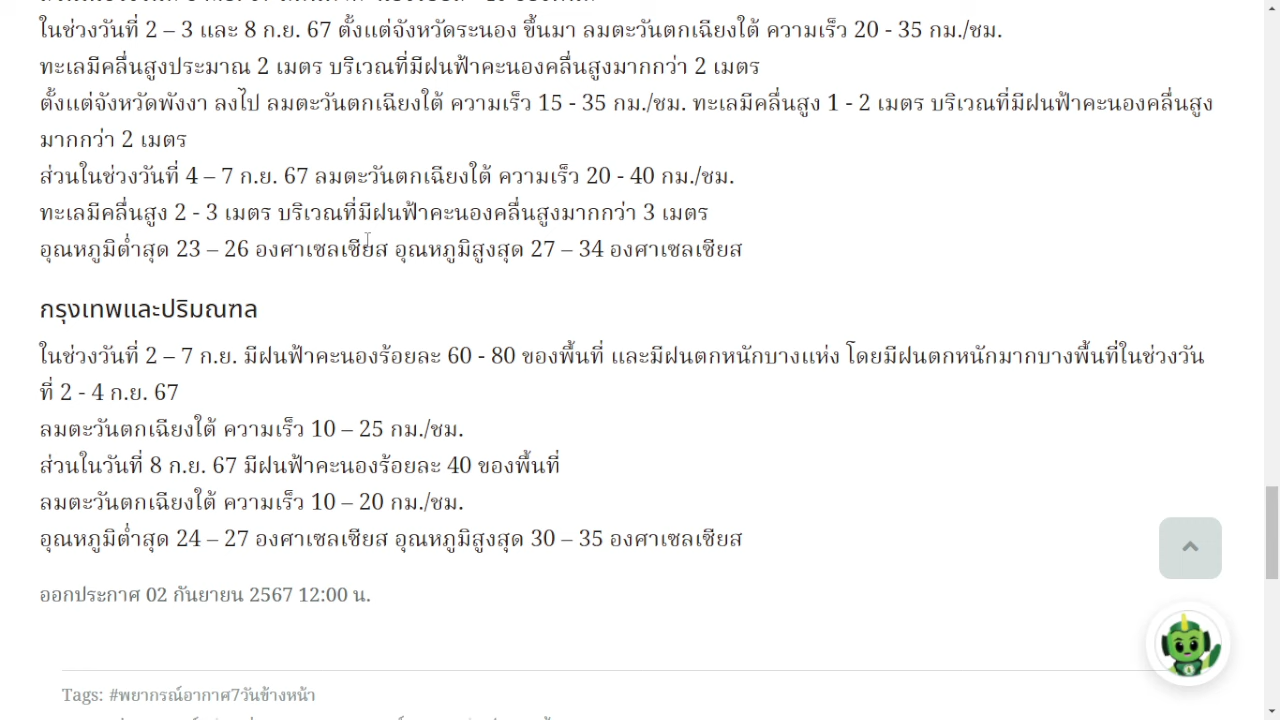 ในช่วงวันที่ 2 – 3 และ 8 ก.ย. 67 ตั้งแต่จังหวัดระนอง ขึ้นมา ลมตะวันตกเฉียงใต้ ความเร็ว 20 - 35 กม./ชม.
ทะเลมีคลื่นสูงประมาณ 2 เมตร บริเวณที่มีฝนฟ้าคะนองคลื่นสูงมากกว่า 2 เมตร
ตั้งแต่จังหวัดพังงา ลงไป ลมตะวันตกเฉียงใต้ ความเร็ว 15 - 35 กม./ชม. ทะเลมีคลื่นสูง 1 - 2 เมตร บริเวณที่มีฝนฟ้าคะนองคลื่นสูง
มากกว่า 2 เมตร
ส่วนในช่วงวันที่ 4 – 7 ก.ย. 67 ลมตะวันตกเฉียงใต้ ความเร็ว 20 - 40 กม./ชม.
ทะเลมีคลื่นสูง 2 - 3 เมตร บริเวณที่มีฝนฟ้าคะนองคลื่นสูงมากกว่า 3 เมตร
อุณหภูมิต่ำสุด 23 – 26 องศาเซลเซียส อุณหภูมิสูงสุด 27 – 34 องศาเซลเซียส
กรุงเทพและปริมณฑล
ในช่วงวันที่ 2 – 7 ก.ย. มีฝนฟ้าคะนองร้อยละ 60 - 80 ของพื้นที่ และมีฝนตกหนักบางแห่ง โดยมีฝนตกหนักมากบางพื้นที่ในช่วงวัน
ที่ 2 - 4 ก.ย. 67
ลมตะวันตกเฉียงใต้ ความเร็ว 10 – 25 กม./ชม.
ส่วนในวันที่ 8 ก.ย. 67 มีฝนฟ้าคะนองร้อยละ 40 ของพื้นที่
ลมตะวันตกเฉียงใต้ ความเร็ว 10 – 20 กม./ชม.
อุณหภูมิต่ำสุด 24 – 27 องศาเซลเซียส อุณหภูมิสูงสุด 30 – 35 องศาเซลเซียส
ออกประกาศ 02 กันยายน 2567 12:00 น.
Tags: #พยากรณ์อากาศ7วันข้างหน้า